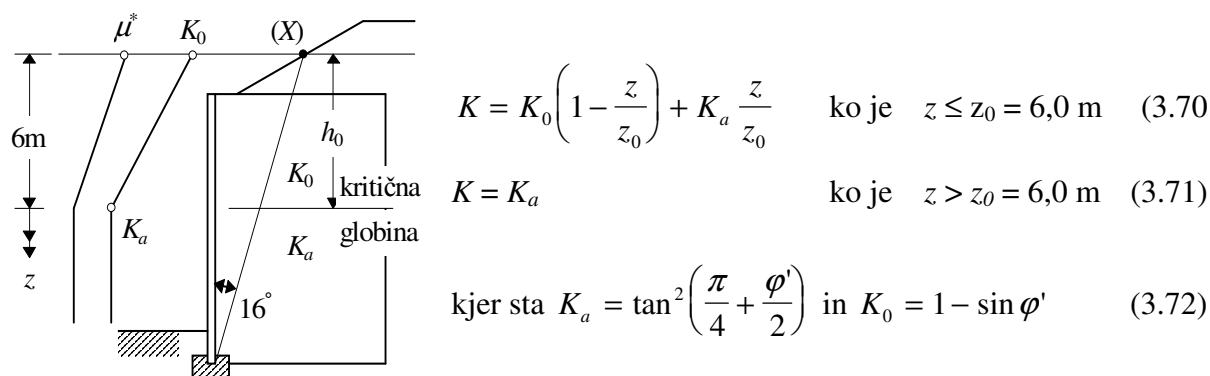 μ* K₀ (X)
6m
h₀
K₀
kritična
Kₐ
globina
Kₐ
z
16°
K = K₀(1 − z/z₀) + Kₐ z/z₀ ko je z ≤ z₀ = 6,0 m (3.70
K = Kₐ ko je z > z₀ = 6,0 m (3.71)
kjer sta Kₐ = tan²(π/4 + φ'/2) in K₀ = 1 − sin φ' (3.72)